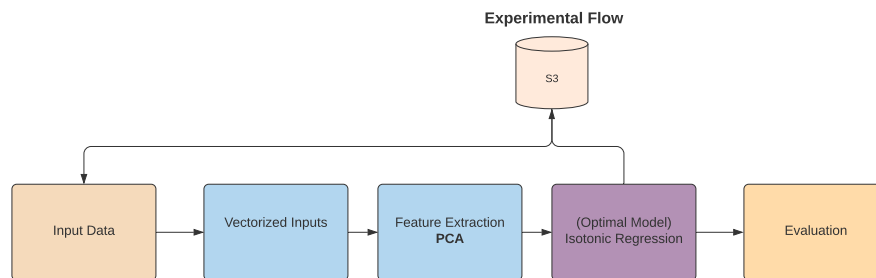 Experimental Flow
S3
Input Data
Vectorized Inputs
Feature Extraction
PCA
(Optimal Model)
Isotonic Regression
Evaluation